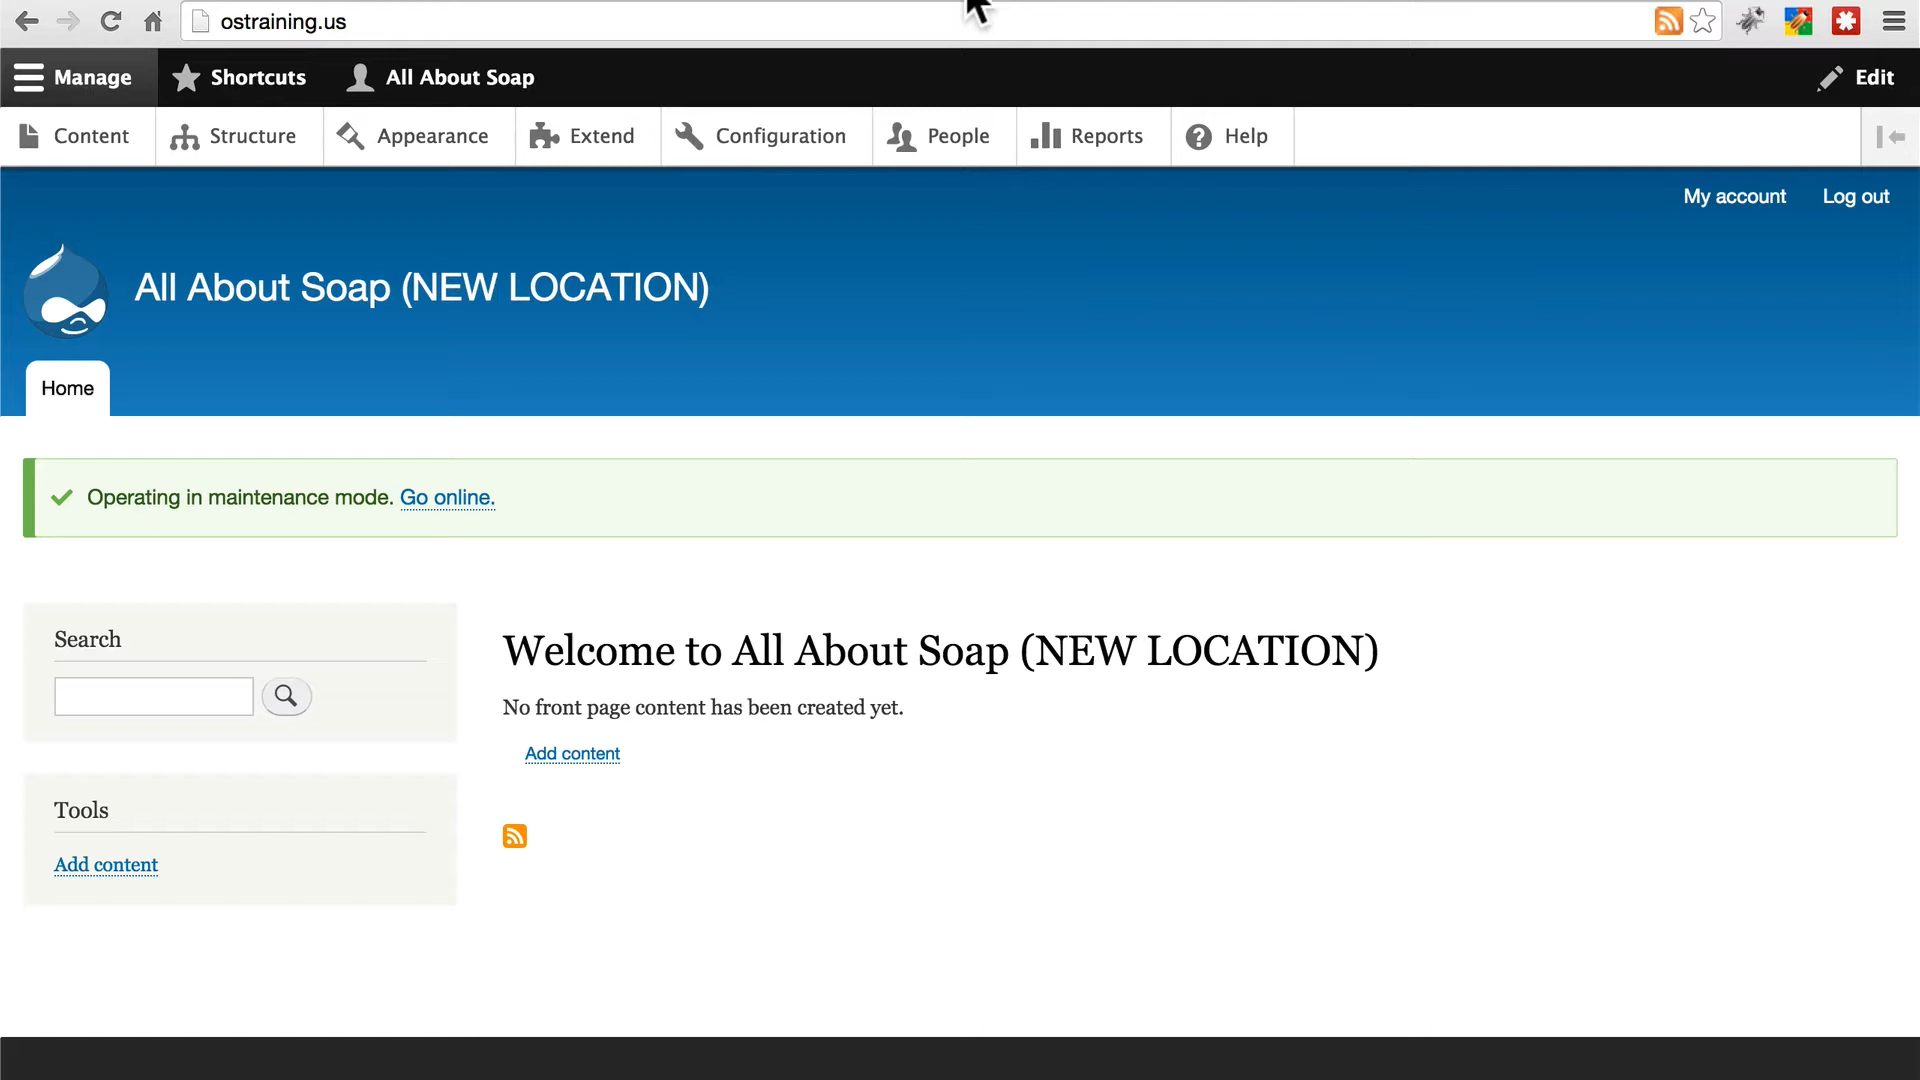 ostraining.us
Manage Shortcuts All About Soap Edit
Content Structure Appearance Extend Configuration People Reports Help
My account Log out
All About Soap (NEW LOCATION)
Home
Operating in maintenance mode. Go online.
Search
Welcome to All About Soap (NEW LOCATION)
No front page content has been created yet.
Add content
Tools
Add content